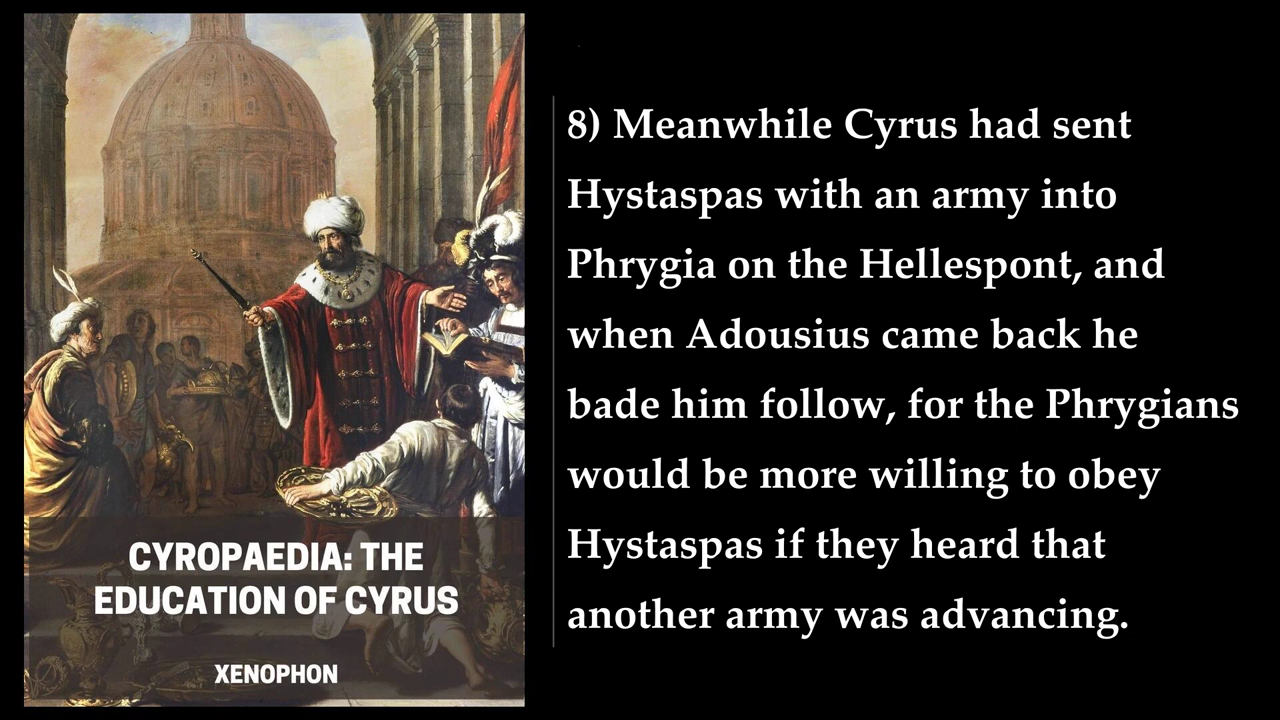 CYROPAEDIA: THE
EDUCATION OF CYRUS
XENOPHON
8) Meanwhile Cyrus had sent
Hystaspas with an army into
Phrygia on the Hellespont, and
when Adousius came back he
bade him follow, for the Phrygians
would be more willing to obey
Hystaspas if they heard that
another army was advancing.